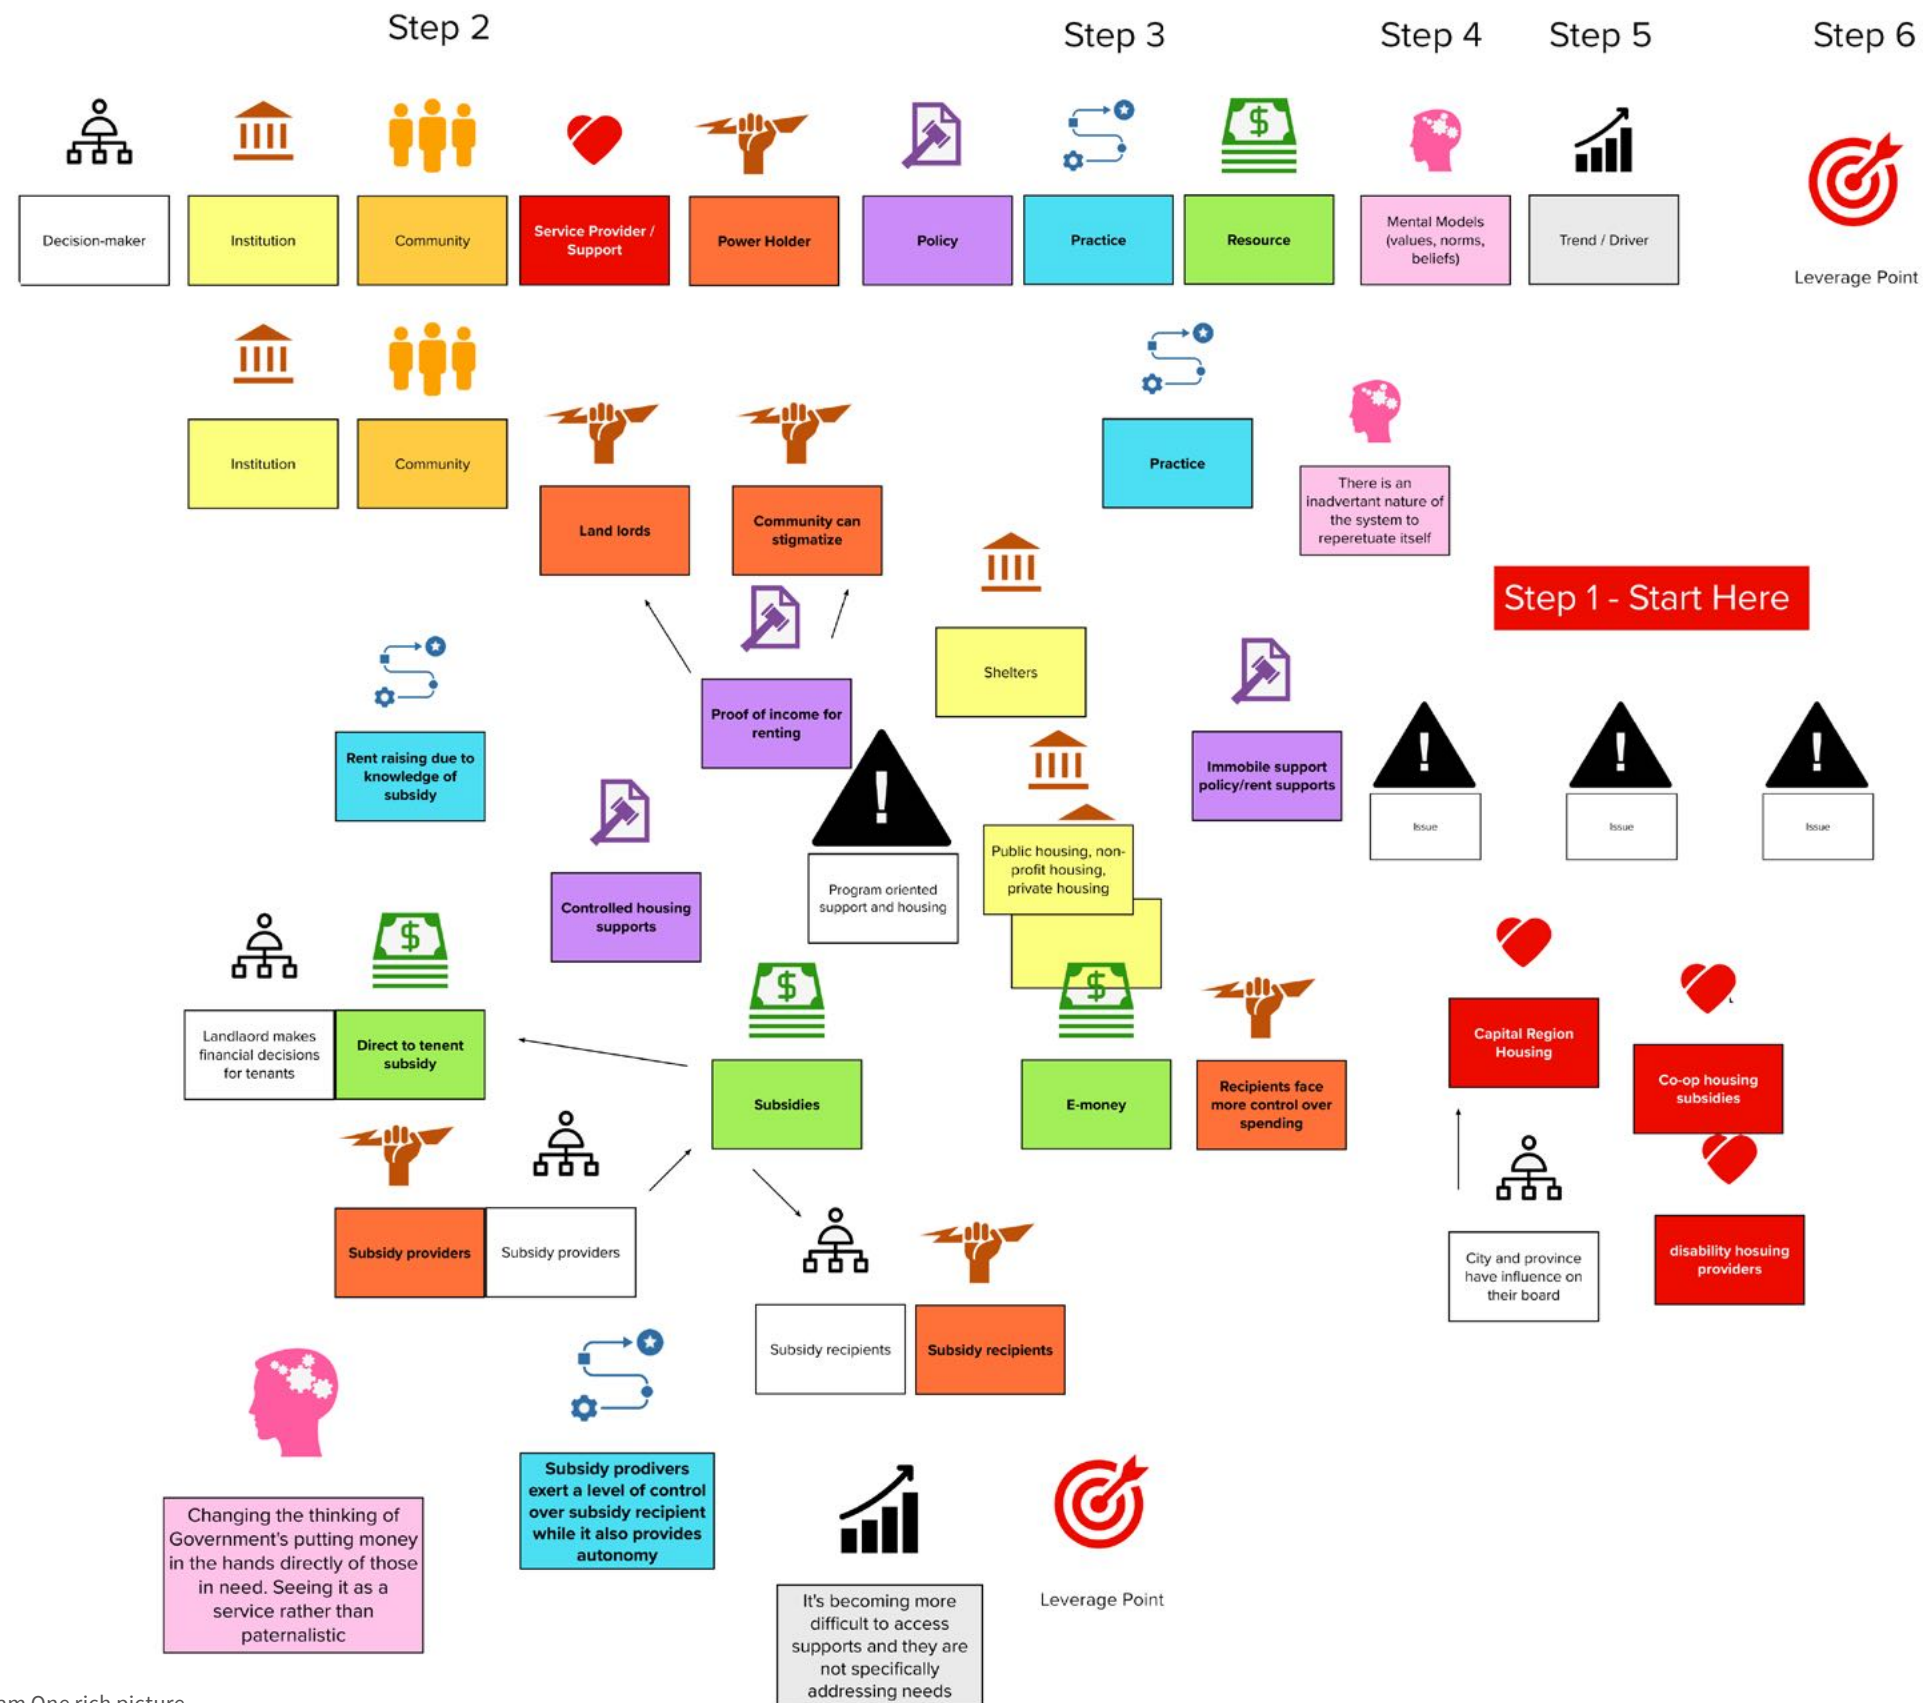 Step 2
Step 3
Step 4
Step 5
Step 6
Decision-maker
Institution
Community
Service Provider /
Support
Power Holder
Policy
Practice
Resource
Mental Models
(values, norms,
beliefs)
Trend / Driver
Leverage Point
Institution
Community
Land lords
Community can
stigmatize
Practice
There is an
inadvertant nature of
the system to
reperetuate itself
Step 1 - Start Here
Shelters
Proof of income for
renting
Rent raising due to
knowledge of
subsidy
Immobile support
policy/rent supports
Issue
Issue
Issue
Controlled housing
supports
Program oriented
support and housing
Public housing, non-
profit housing,
private housing
Landlaord makes
financial decisions
for tenants
Direct to tenent
subsidy
Subsidies
E-money
Recipients face
more control over
spending
Capital Region
Housing
Co-op housing
subsidies
Subsidy providers
Subsidy providers
City and province
have influence on
their board
disability hosuing
providers
Subsidy recipients
Subsidy recipients
Changing the thinking of
Government's putting money
in the hands directly of those
in need. Seeing it as a
service rather than
paternalistic
Subsidy prodivers
exert a level of control
over subsidy recipient
while it also provides
autonomy
It's becoming more
difficult to access
supports and they are
not specifically
addressing needs
Leverage Point
One rich picture